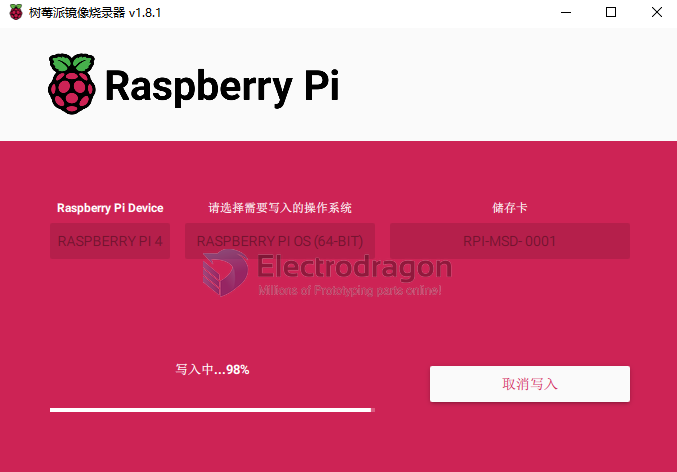 树莓派镜像烧录器 v1.8.1
Raspberry Pi
Raspberry Pi Device
请选择需要写入的操作系统
储存卡
RASPBERRY PI 4
RASPBERRY PI OS (64-BIT)
RPI-MSD- 0001
Electrodragon
Millions of Prototyping parts online!
写入中...98%
取消写入